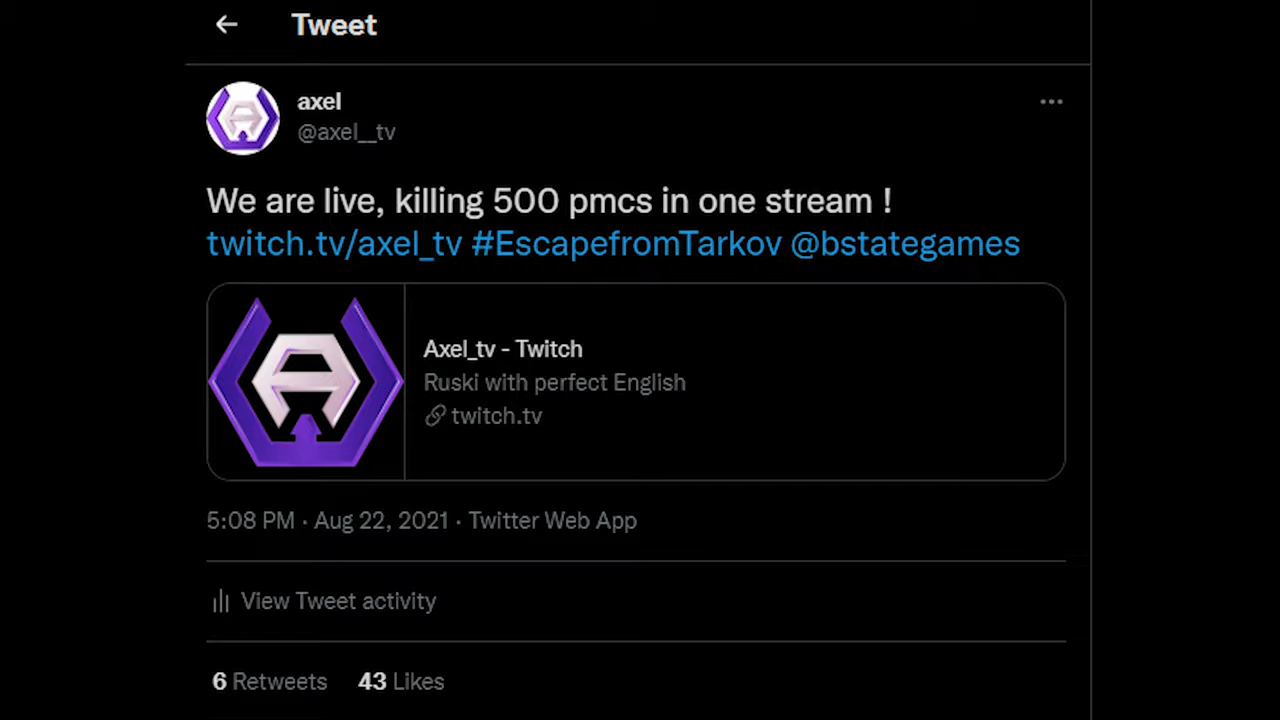 Tweet
axel
@axel__tv
We are live, killing 500 pmcs in one stream !
twitch.tv/axel_tv #EscapefromTarkov @bstategames
Axel_tv - Twitch
Ruski with perfect English
twitch.tv
5:08 PM · Aug 22, 2021 · Twitter Web App
View Tweet activity
6 Retweets 43 Likes